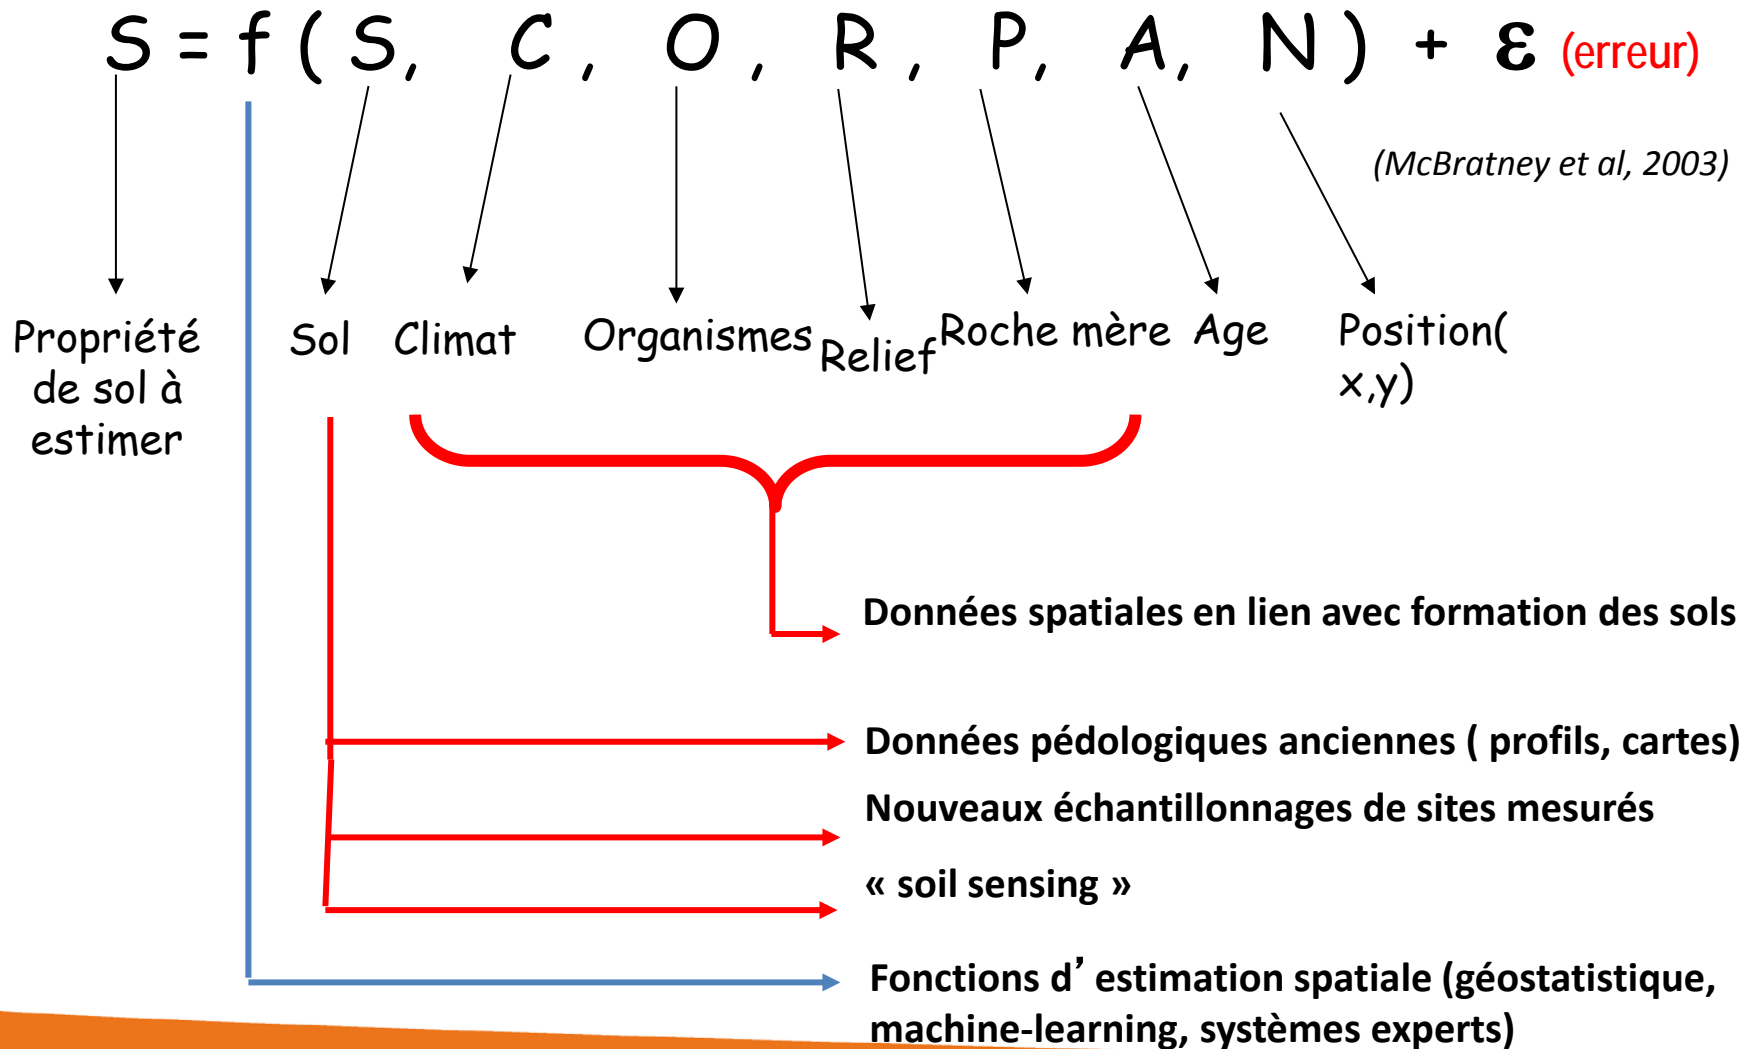 S = f ( S, C, O, R, P, A, N ) + ε (erreur)
(McBratney et al, 2003)
Propriété
de sol à
estimer
Sol
Climat
Organismes
Relief
Roche mère
Age
Position(
x,y)
Données spatiales en lien avec formation des sols
Données pédologiques anciennes ( profils, cartes)
Nouveaux échantillonnages de sites mesurés
« soil sensing »
Fonctions d’ estimation spatiale (géostatistique,
machine-learning, systèmes experts)